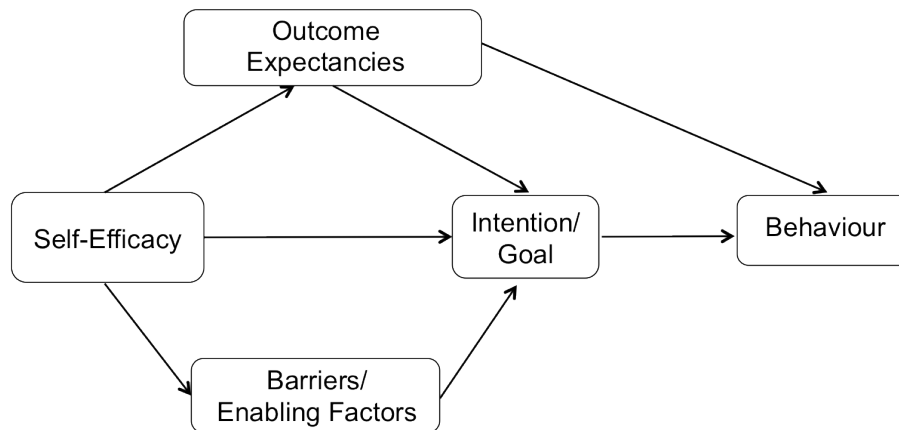 Outcome
Expectancies
Self-Efficacy
Intention/
Goal
Behaviour
Barriers/
Enabling Factors